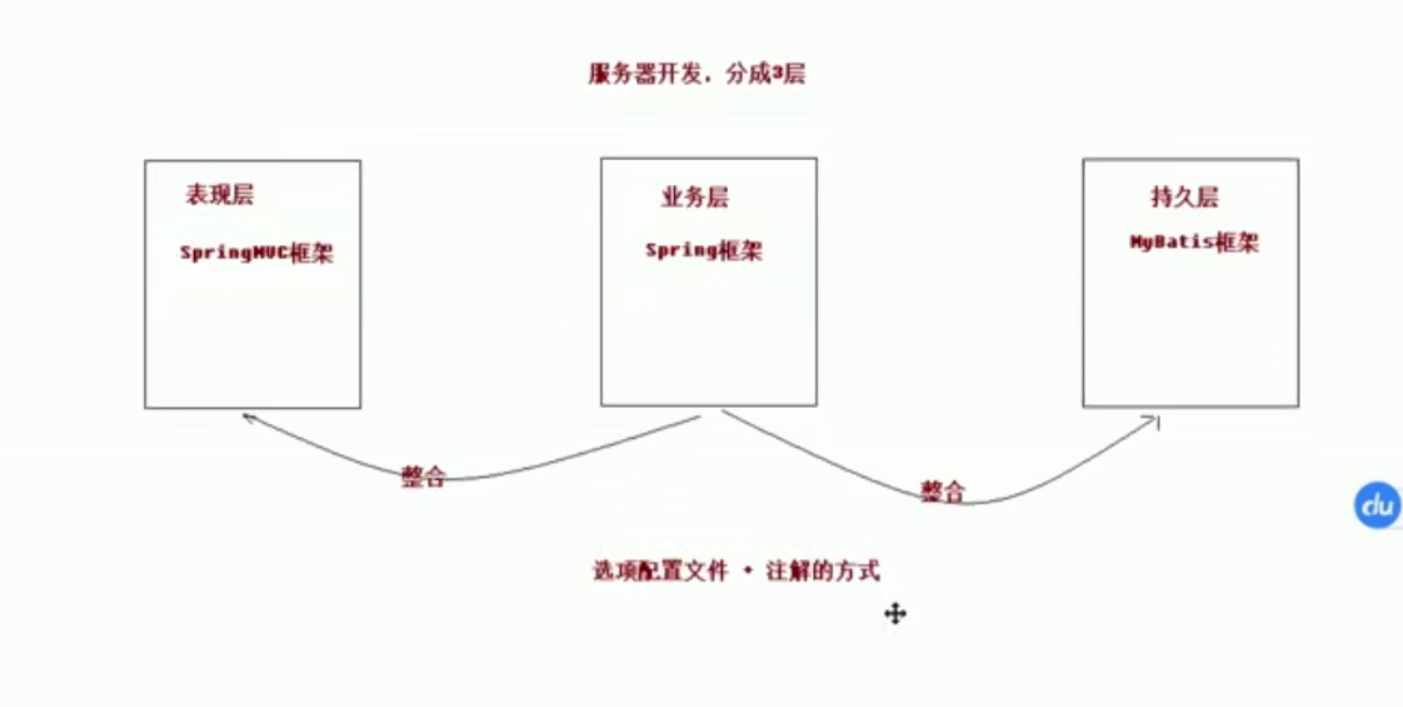 服务器开发，分成3层
表现层
SpringMVC框架
业务层
Spring框架
持久层
MyBatis框架
整合
整合
选项配置文件 + 注解的方式
du